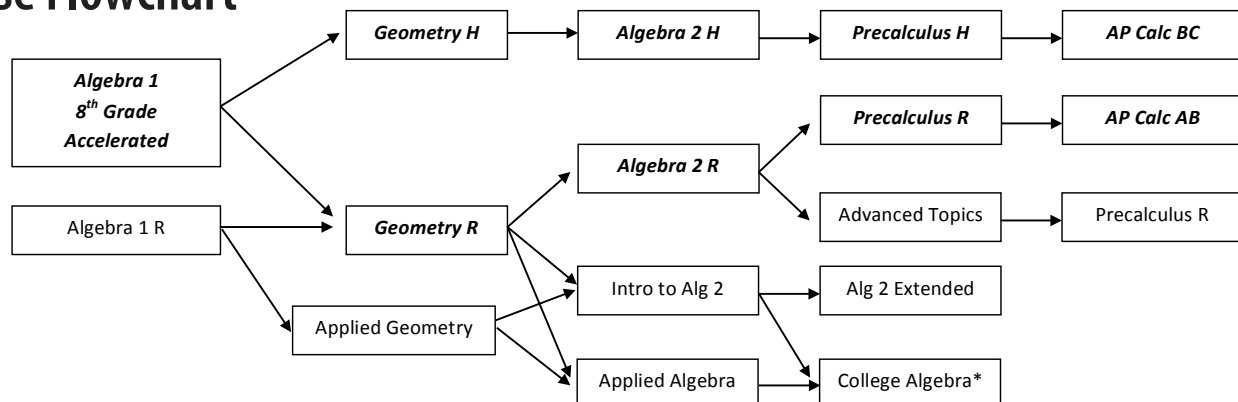 Flowchart
Geometry H
Algebra 2 H
Precalculus H
AP Calc BC
Algebra 1
8th Grade
Accelerated
Precalculus R
AP Calc AB
Algebra 2 R
Algebra 1 R
Geometry R
Advanced Topics
Precalculus R
Intro to Alg 2
Alg 2 Extended
Applied Geometry
Applied Algebra
College Algebra*